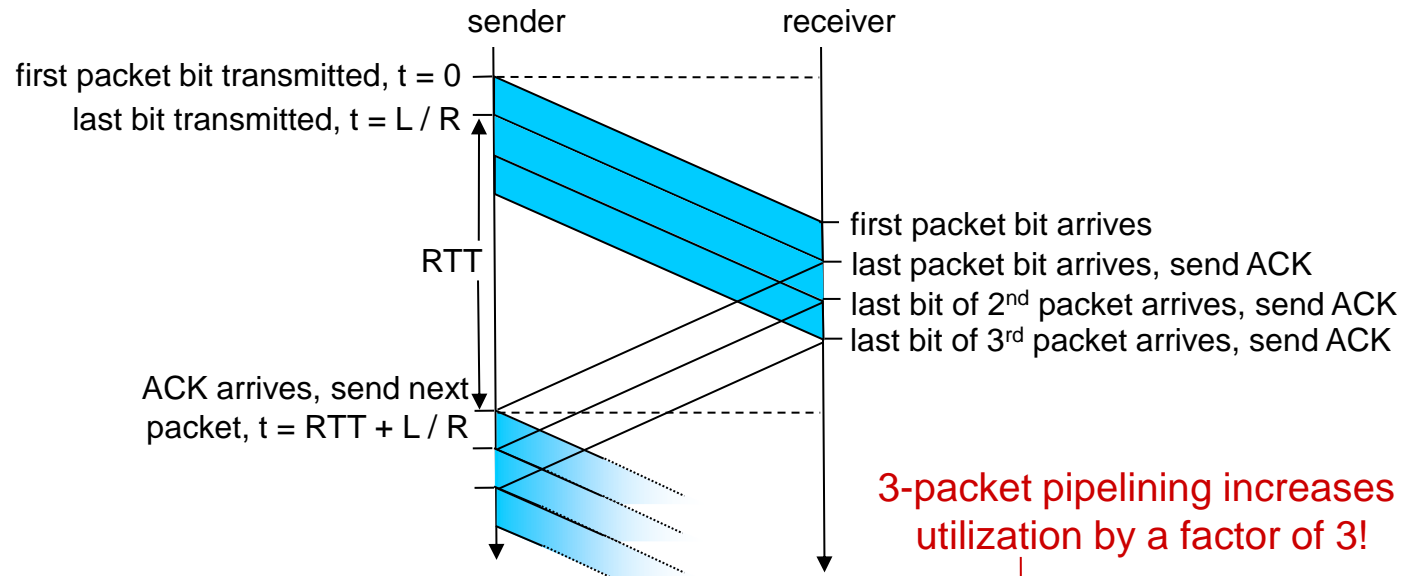 sender
receiver
first packet bit transmitted, t = 0
last bit transmitted, t = L / R
first packet bit arrives
RTT
last packet bit arrives, send ACK
last bit of 2nd packet arrives, send ACK
last bit of 3rd packet arrives, send ACK
ACK arrives, send next
packet, t = RTT + L / R
3-packet pipelining increases
utilization by a factor of 3!